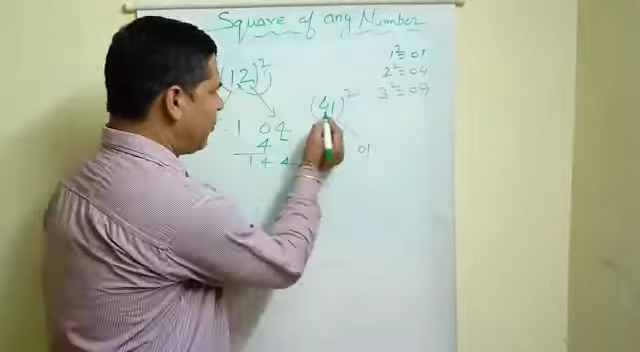 Square of any Number
(12)²
1² = 01
2² = 04
3² = 09
(41)²
1 04
4
01
1 4 4